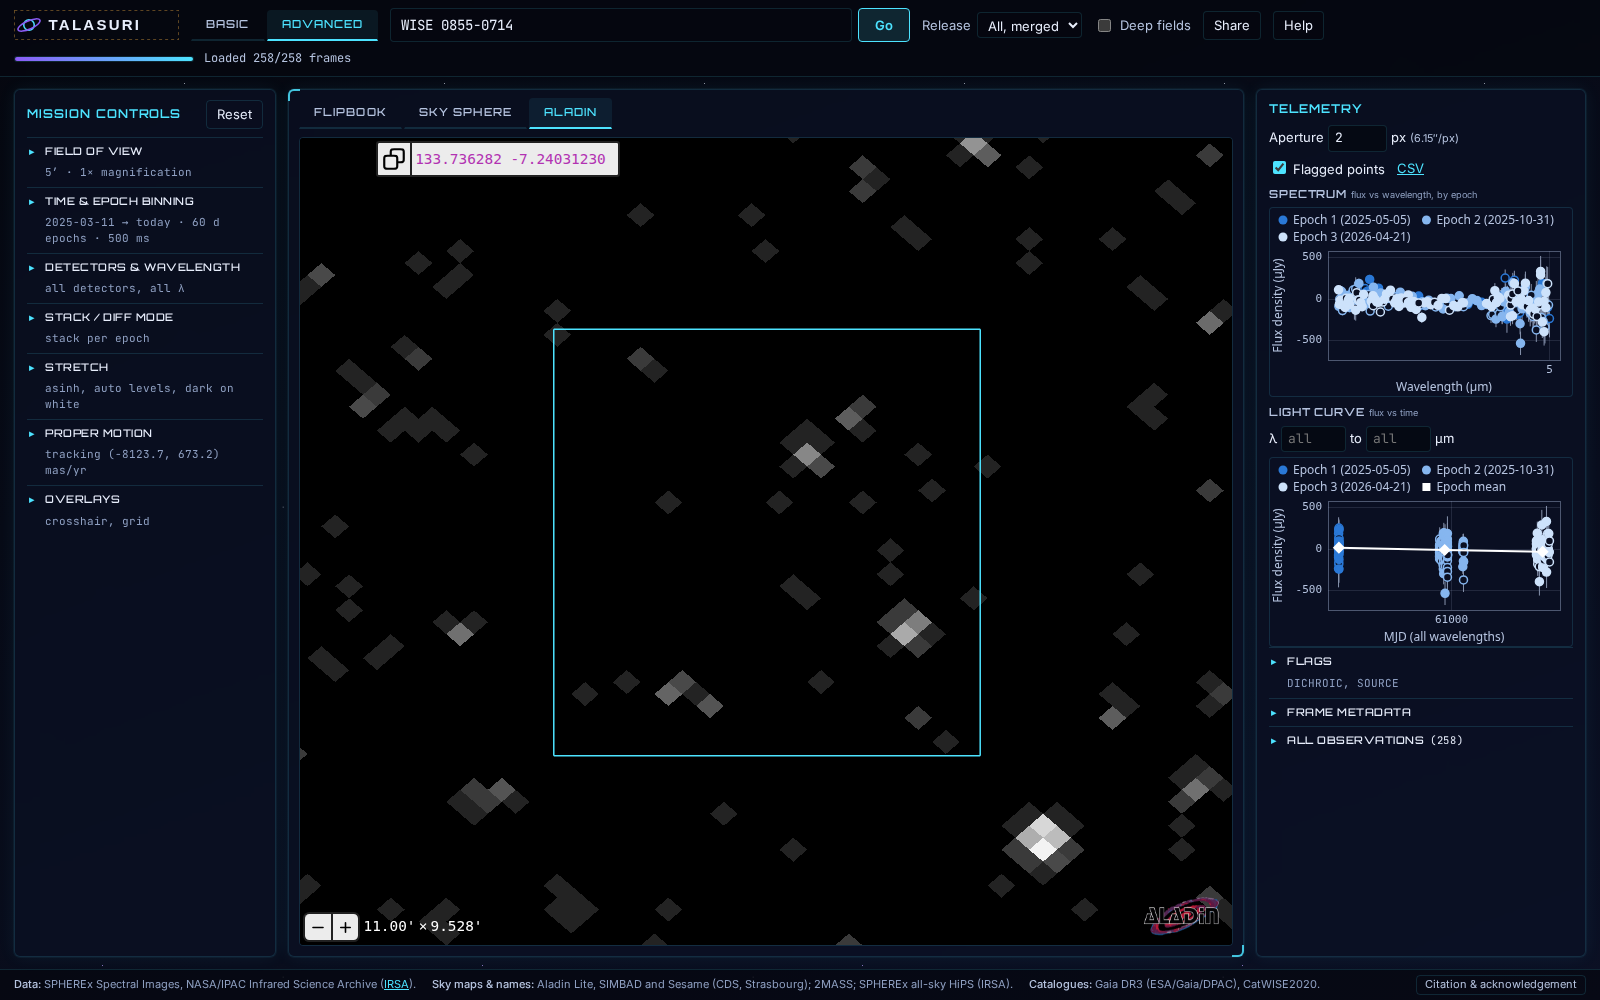 TALASURI
BASIC
ADVANCED
WISE 0855-0714
Go
Release
All, merged
Deep fields
Share
Help
Loaded 258/258 frames
MISSION CONTROLS
Reset
FIELD OF VIEW
5′ · 1× magnification
TIME & EPOCH BINNING
2025-03-11 → today · 60 d
epochs · 500 ms
DETECTORS & WAVELENGTH
all detectors, all λ
STACK / DIFF MODE
stack per epoch
STRETCH
asinh, auto levels, dark on
white
PROPER MOTION
tracking (-8123.7, 673.2)
mas/yr
OVERLAYS
crosshair, grid
FLIPBOOK
SKY SPHERE
ALADIN
133.736282 -7.24031230
11.00' × 9.528'
ALADIN
TELEMETRY
Aperture 2 px (6.15"/px)
Flagged points CSV
SPECTRUM flux vs wavelength, by epoch
Epoch 1 (2025-05-05) Epoch 2 (2025-10-31)
Epoch 3 (2026-04-21)
Flux density (µJy)
500
0
-500
5
Wavelength (µm)
LIGHT CURVE flux vs time
λ all to all µm
Epoch 1 (2025-05-05) Epoch 2 (2025-10-31)
Epoch 3 (2026-04-21) Epoch mean
Flux density (µJy)
500
0
-500
61000
MJD (all wavelengths)
FLAGS
DICHROIC, SOURCE
FRAME METADATA
ALL OBSERVATIONS (258)
Data: SPHEREx Spectral Images, NASA/IPAC Infrared Science Archive (IRSA).
Sky maps & names: Aladin Lite, SIMBAD and Sesame (CDS, Strasbourg); 2MASS; SPHEREx all-sky HiPS (IRSA).
Catalogues: Gaia DR3 (ESA/Gaia/DPAC), CatWISE2020.
Citation & acknowledgement